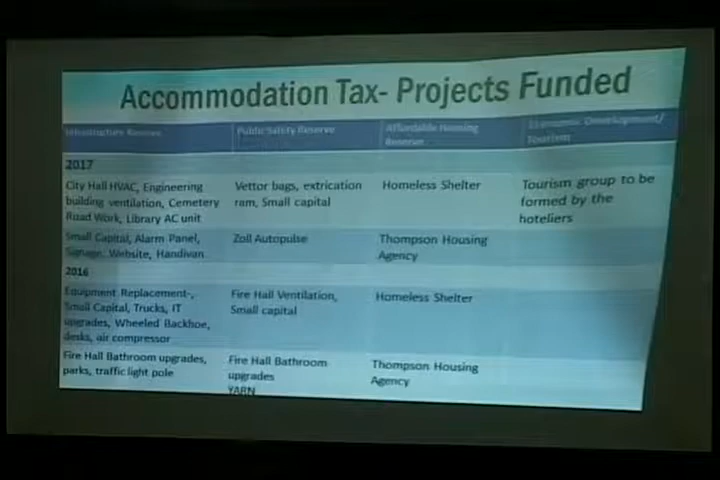 Accommodation Tax- Projects Funded
Infrastructure Reserve
Public Safety Reserve
Affordable Housing
Reserve
Economic Development/
Tourism
2017
City Hall HVAC, Engineering
building ventilation, Cemetery
Road Work, Library AC unit
Vettor bags, extrication
ram, Small capital
Homeless Shelter
Tourism group to be
formed by the
hoteliers
Small Capital, Alarm Panel,
Signage, Website, Handivan
Zoll Autopulse
Thompson Housing
Agency
2016
Equipment Replacement-,
Small Capital, Trucks, IT
upgrades, Wheeled Backhoe,
desks, air compressor
Fire Hall Ventilation,
Small capital
Homeless Shelter
Fire Hall Bathroom upgrades,
parks, traffic light pole
Fire Hall Bathroom
upgrades
YARN
Thompson Housing
Agency